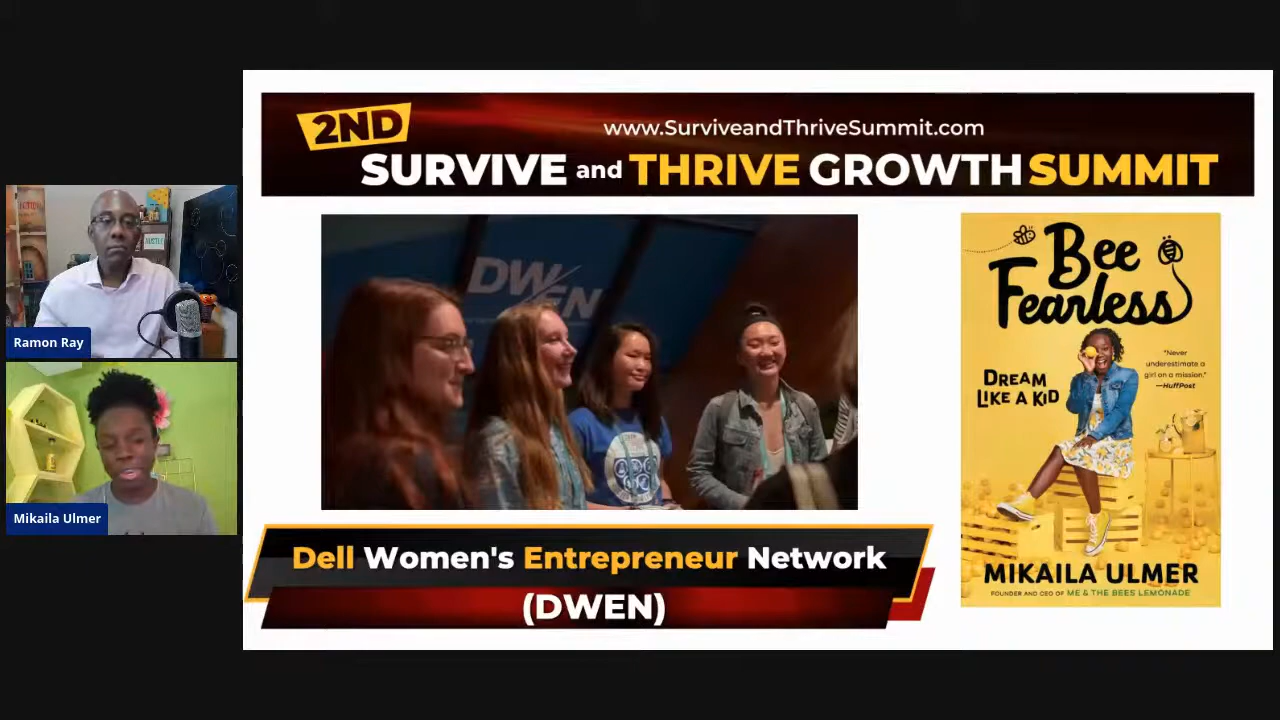 2ND
www.SurviveandThriveSummit.com
SURVIVE and THRIVE GROWTH SUMMIT
Ramon Ray
Mikaila Ulmer
DWEN
Dell Women's Entrepreneur Network
(DWEN)
Bee
Fearless
DREAM
LIKE A KID
"Never
underestimate a
girl on a mission."
—HuffPost
MIKAILA ULMER
FOUNDER AND CEO OF ME & THE BEES LEMONADE